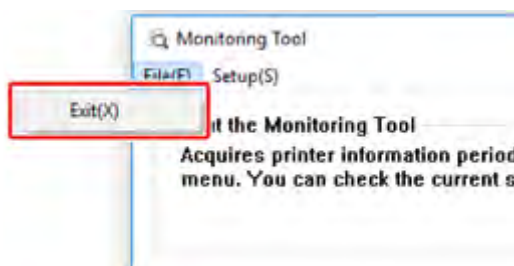 Monitoring Tool
File(F) Setup(S)
Exit(X)
t the Monitoring Tool
Acquires printer information period
menu. You can check the current s